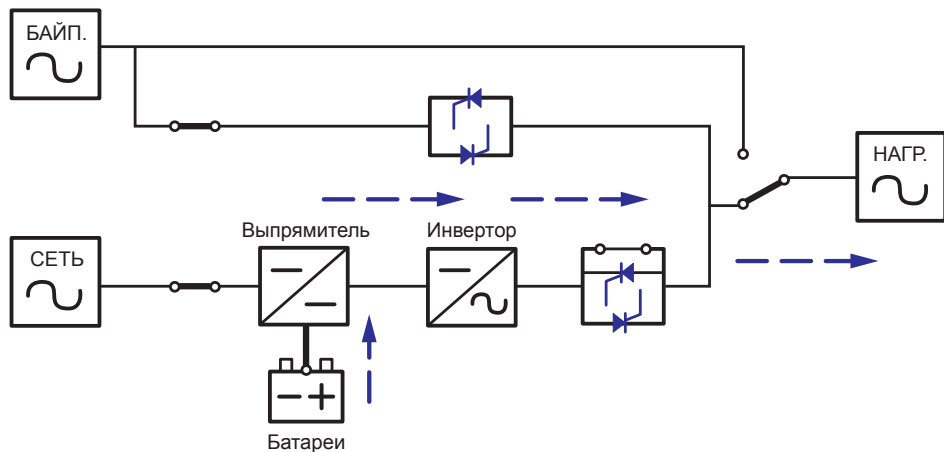 БАЙП.
НАГР.
Выпрямитель
Инвертор
СЕТЬ
Батареи